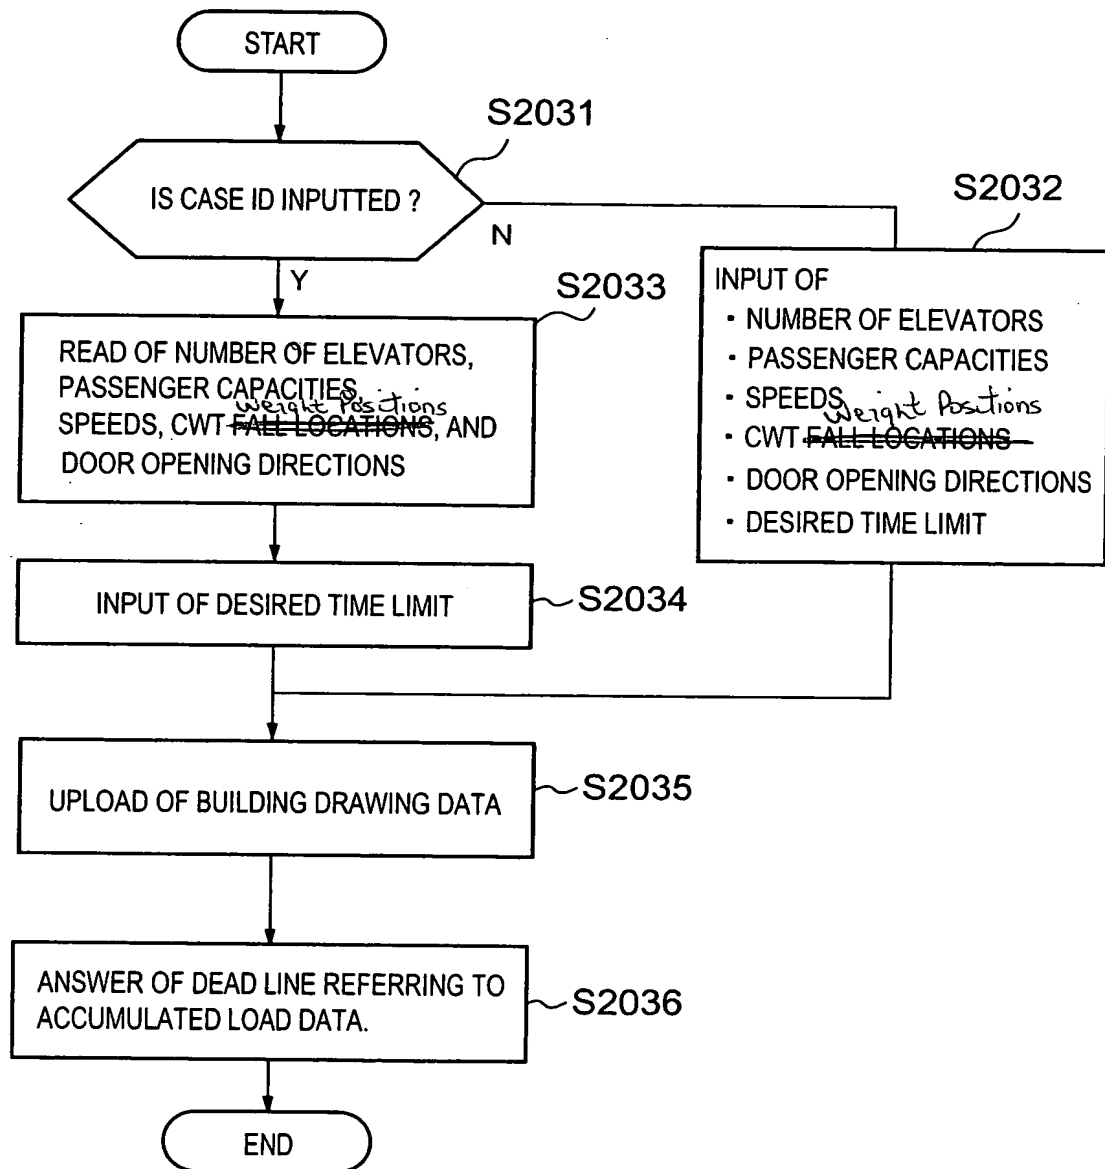 START
S2031
IS CASE ID INPUTTED ?
N
Y
S2032
INPUT OF
· NUMBER OF ELEVATORS
· PASSENGER CAPACITIES
· SPEEDS
Weight Positions
· CWT FALL LOCATIONS
· DOOR OPENING DIRECTIONS
· DESIRED TIME LIMIT
S2033
READ OF NUMBER OF ELEVATORS,
PASSENGER CAPACITIES,
Weight Positions
SPEEDS, CWT FALL LOCATIONS, AND
DOOR OPENING DIRECTIONS
INPUT OF DESIRED TIME LIMIT
S2034
UPLOAD OF BUILDING DRAWING DATA
S2035
ANSWER OF DEAD LINE REFERRING TO
ACCUMULATED LOAD DATA.
S2036
END